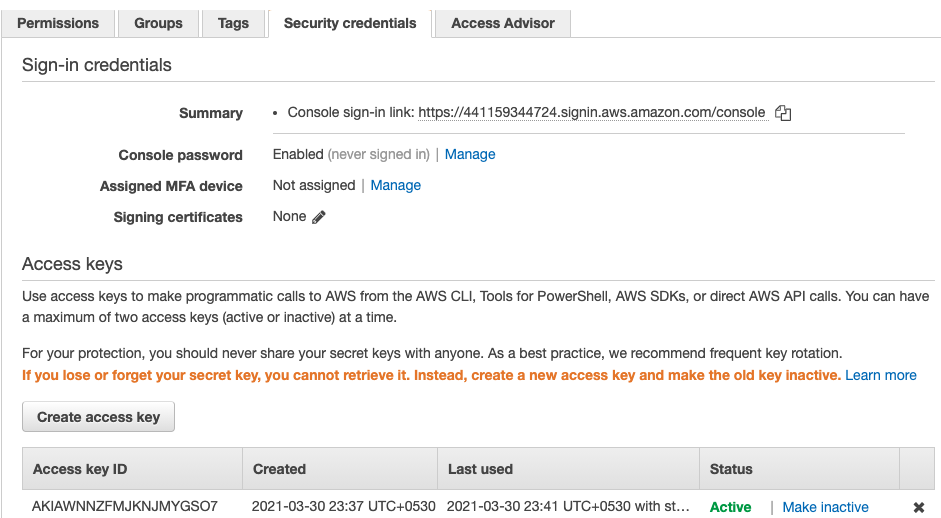 Permissions Groups Tags Security credentials Access Advisor
Sign-in credentials
Summary • Console sign-in link: https://441159344724.signin.aws.amazon.com/console
Console password Enabled (never signed in) | Manage
Assigned MFA device Not assigned | Manage
Signing certificates None
Access keys
Use access keys to make programmatic calls to AWS from the AWS CLI, Tools for PowerShell, AWS SDKs, or direct AWS API calls. You can have
a maximum of two access keys (active or inactive) at a time.
For your protection, you should never share your secret keys with anyone. As a best practice, we recommend frequent key rotation.
If you lose or forget your secret key, you cannot retrieve it. Instead, create a new access key and make the old key inactive. Learn more
Create access key
Access key ID Created Last used Status
AKIAWNNZFMJKNJMYGSO7 2021-03-30 23:37 UTC+0530 2021-03-30 23:41 UTC+0530 with st... Active | Make inactive